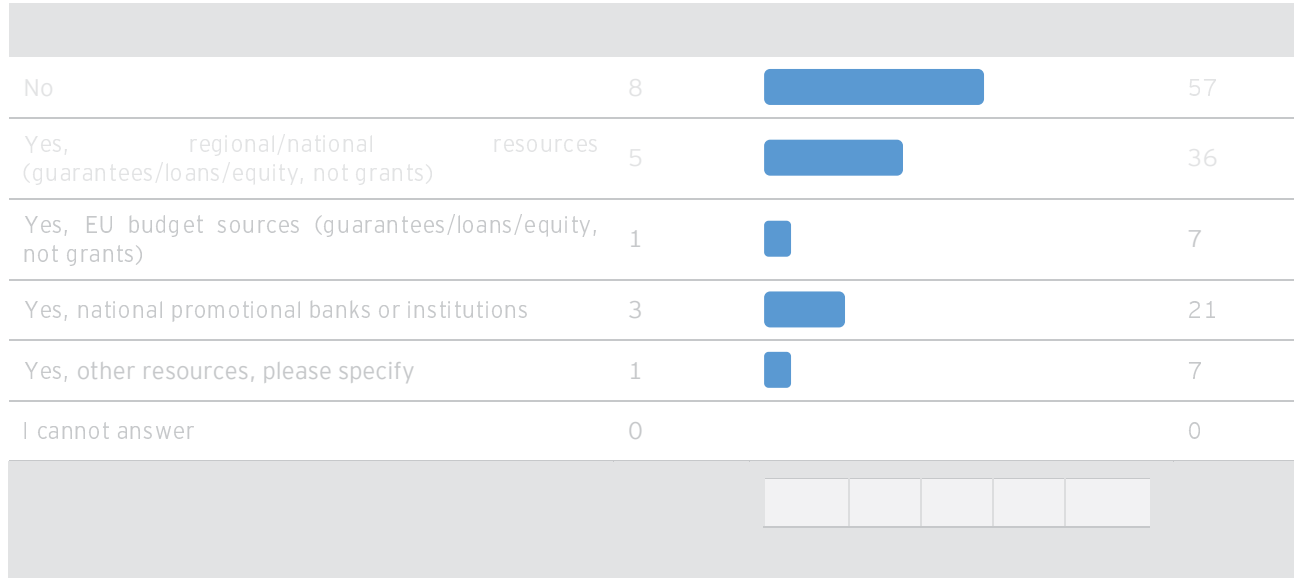 No 8 57
Yes, regional/national resources
(guarantees/loans/equity, not grants) 5 36
Yes, EU budget sources (guarantees/loans/equity,
not grants) 1 7
Yes, national promotional banks or institutions 3 21
Yes, other resources, please specify 1 7
I cannot answer 0 0